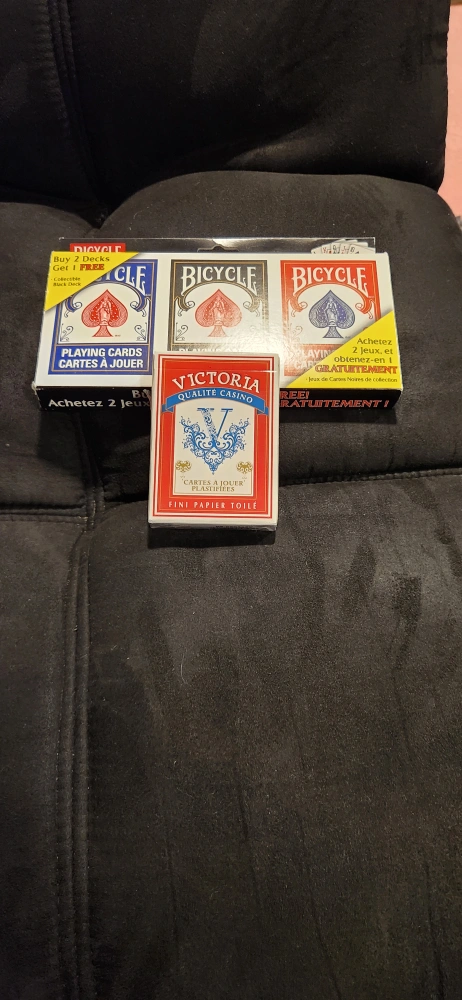 BICYCLE
Buy 2 Decks
Get 1 FREE
Collectible
Black Deck
BICYCLE
BICYCLE
PLAYING CARDS
CARTES À JOUER
Achetez
2 Jeux, et
obtenez-en 1
GRATUITEMENT
Jeux de Cartes Noires de collection
FREE!
Achetez 2 Jeux
GRATUITEMENT !
VICTORIA
QUALITÉ CASINO
V
CARTES À JOUER
PLASTIFIÉES
FINI PAPIER TOILÉ